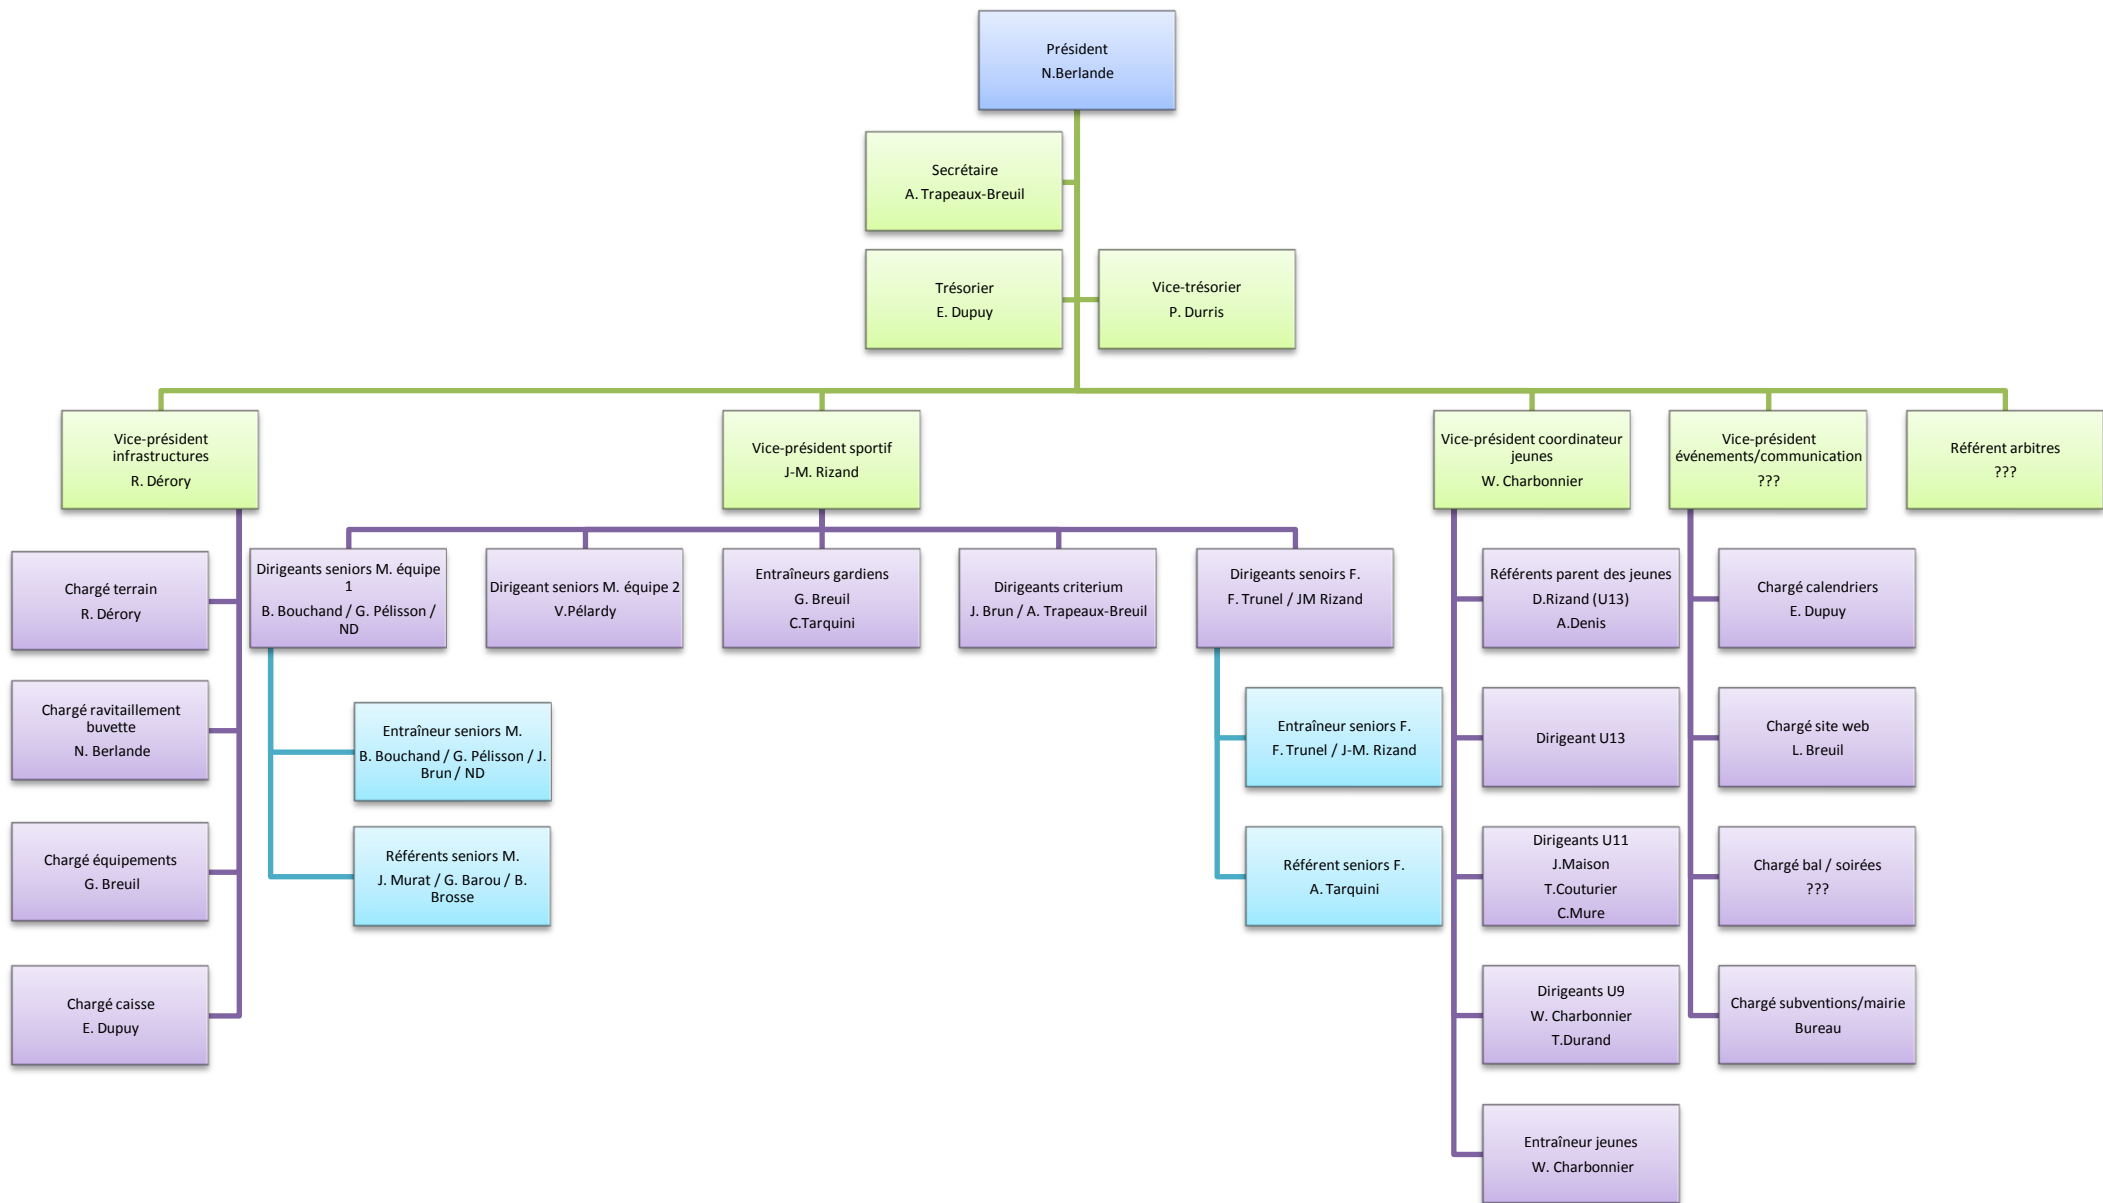 Président
N.Berlande
Secrétaire
A. Trapeaux-Breuil
Trésorier
E. Dupuy
Vice-trésorier
P. Durris
Vice-président
infrastructures
R. Dérory
Vice-président sportif
J-M. Rizand
Vice-président coordinateur
jeunes
W. Charbonnier
Vice-président
événements/communication
???
Référent arbitres
???
Chargé terrain
R. Dérory
Chargé ravitaillement
buvette
N. Berlande
Chargé équipements
G. Breuil
Chargé caisse
E. Dupuy
Dirigeants seniors M. équipe
1
B. Bouchand / G. Pélisson /
ND
Dirigeant seniors M. équipe 2
V.Pélardy
Entraîneurs gardiens
G. Breuil
C.Tarquini
Dirigeants criterium
J. Brun / A. Trapeaux-Breuil
Dirigeants senoirs F.
F. Trunel / JM Rizand
Entraîneur seniors M.
B. Bouchand / G. Pélisson / J.
Brun / ND
Référents seniors M.
J. Murat / G. Barou / B.
Brosse
Entraîneur seniors F.
F. Trunel / J-M. Rizand
Référent seniors F.
A. Tarquini
Référents parent des jeunes
D.Rizand (U13)
A.Denis
Dirigeant U13
Dirigeants U11
J.Maison
T.Couturier
C.Mure
Dirigeants U9
W. Charbonnier
T.Durand
Entraîneur jeunes
W. Charbonnier
Chargé calendriers
E. Dupuy
Chargé site web
L. Breuil
Chargé bal / soirées
???
Chargé subventions/mairie
Bureau